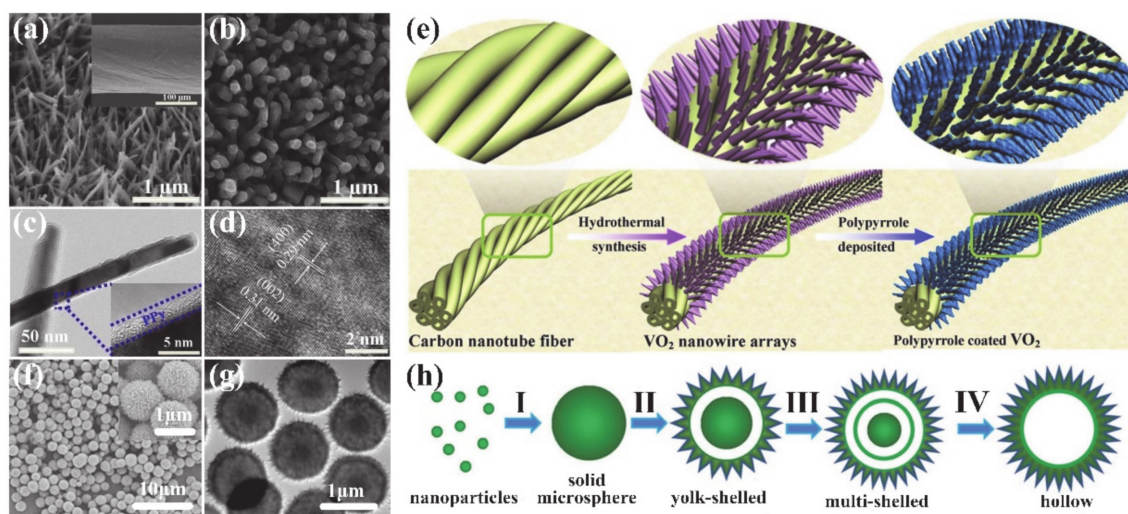 (a)
100 μm
1 μm
(b)
1 μm
(c)
50 nm
PPy
5 nm
(d)
(400)
0.29 nm
(002)
0.34 nm
2 nm
(e)
Hydrothermal
synthesis
Polypyrrole
deposited
Carbon nanotube fiber
VO₂ nanowire arrays
Polypyrrole coated VO₂
(f)
1μm
10μm
(g)
1μm
(h)
I
II
III
IV
nanoparticles
solid
microsphere
yolk-shelled
multi-shelled
hollow